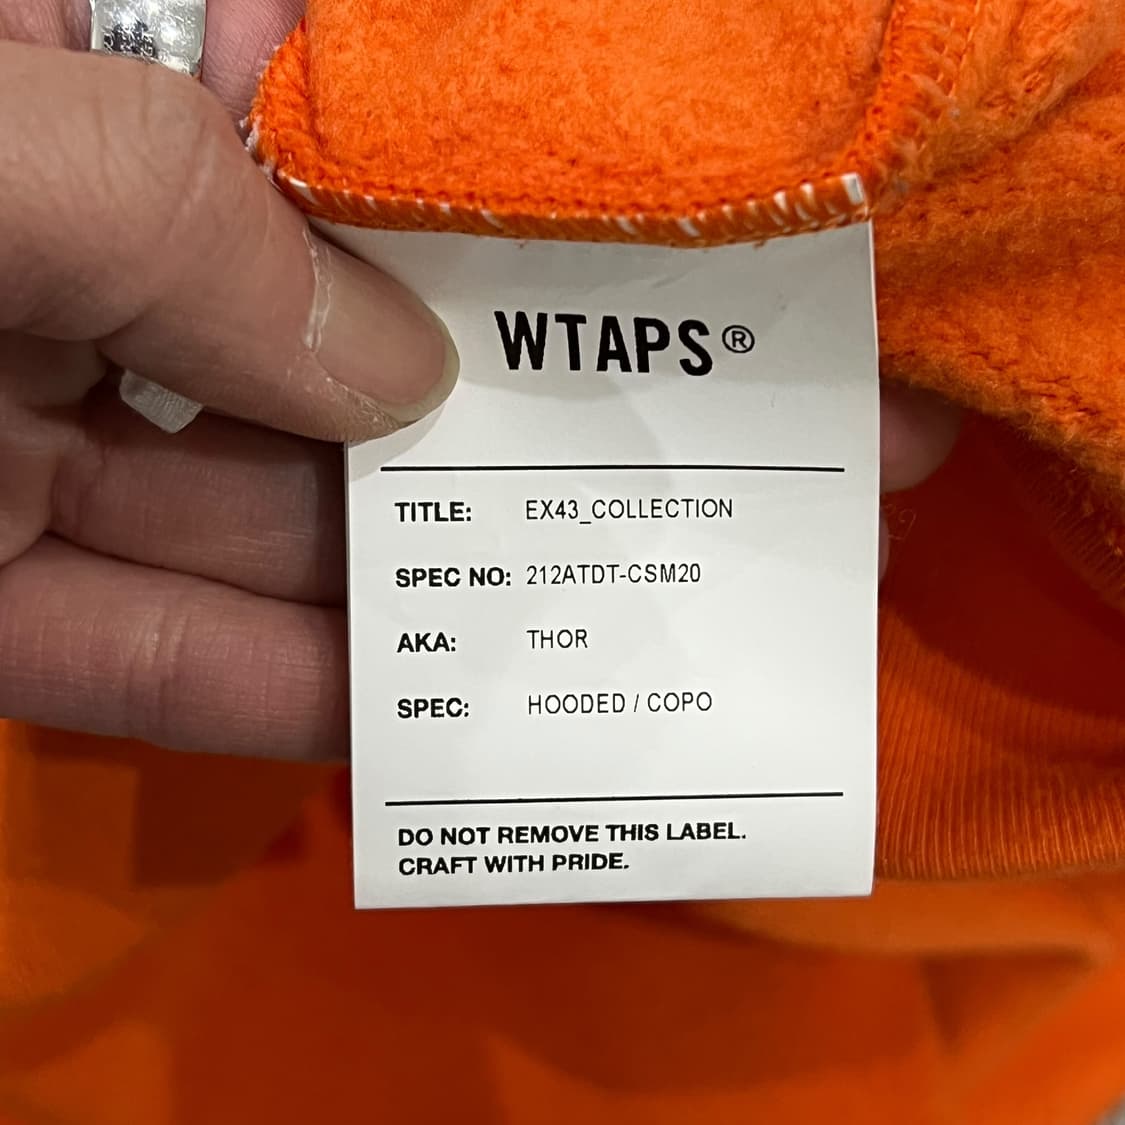 WTAPS®
TITLE: EX43_COLLECTION
SPEC NO: 212ATDT-CSM20
AKA: THOR
SPEC: HOODED / COPO
DO NOT REMOVE THIS LABEL.
CRAFT WITH PRIDE.